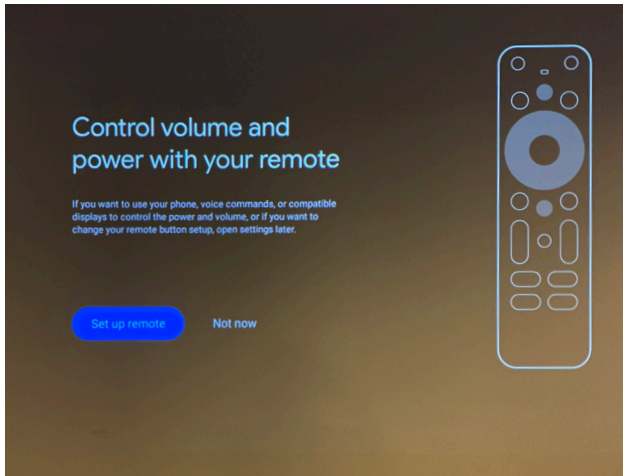 Control volume and
power with your remote
If you want to use your phone, voice commands, or compatible
displays to control the power and volume, or if you want to
change your remote button setup, open settings later.
Set up remote
Not now